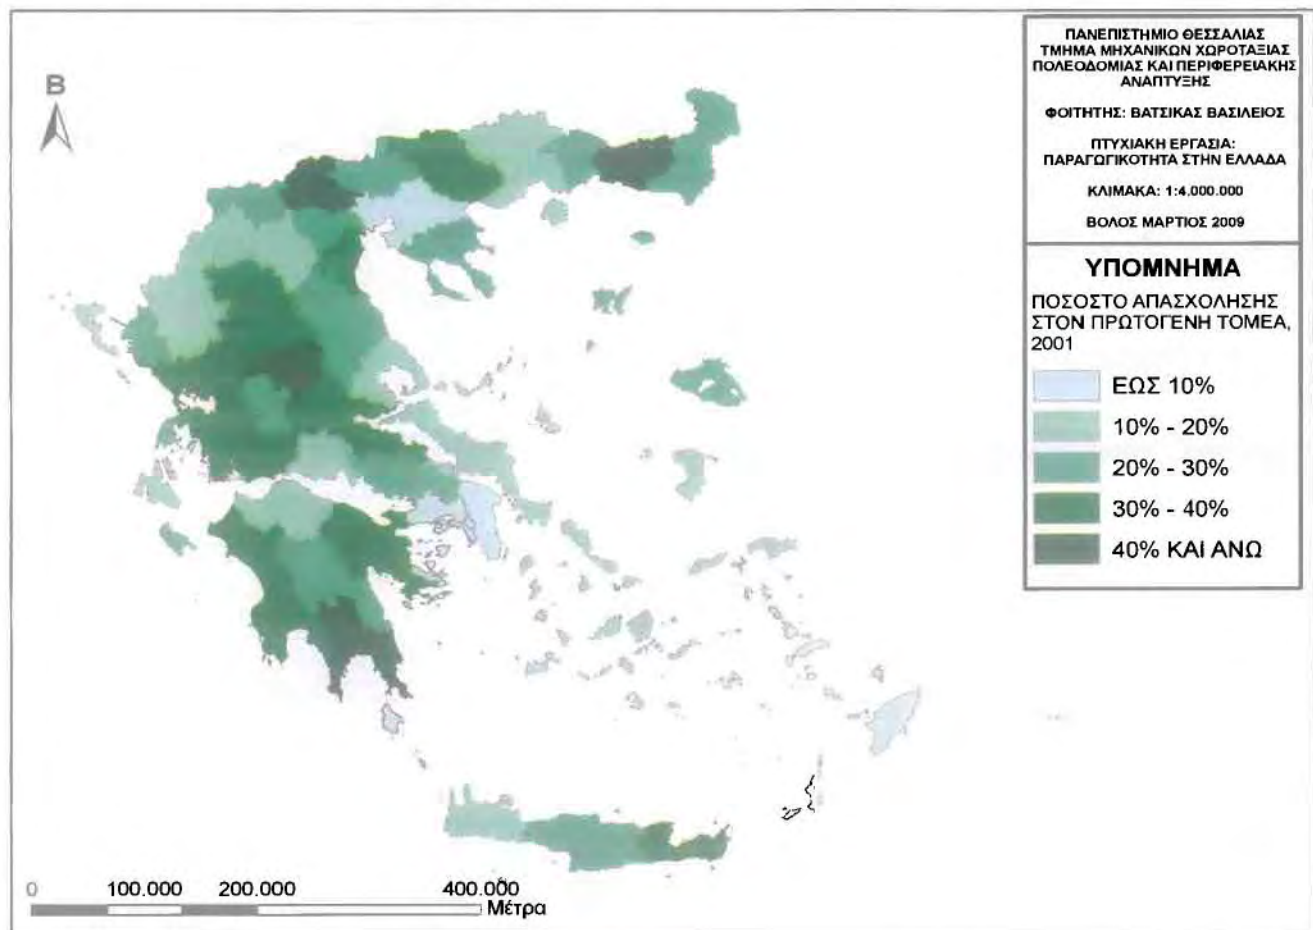 ΠΑΝΕΠΙΣΤΗΜΙΟ ΘΕΣΣΑΛΙΑΣ
ΤΜΗΜΑ ΜΗΧΑΝΙΚΩΝ ΧΩΡΟΤΑΞΙΑΣ
ΠΟΛΕΟΔΟΜΙΑΣ ΚΑΙ ΠΕΡΙΦΕΡΕΙΑΚΗΣ
ΑΝΑΠΤΥΞΗΣ
ΦΟΙΤΗΤΗΣ: ΒΑΤΣΙΚΑΣ ΒΑΣΙΛΕΙΟΣ
ΠΤΥΧΙΑΚΗ ΕΡΓΑΣΙΑ:
ΠΑΡΑΓΩΓΙΚΟΤΗΤΑ ΣΤΗΝ ΕΛΛΑΔΑ
ΚΛΙΜΑΚΑ: 1:4.000.000
ΒΟΛΟΣ ΜΑΡΤΙΟΣ 2009
ΥΠΟΜΝΗΜΑ
ΠΟΣΟΣΤΟ ΑΠΑΣΧΟΛΗΣΗΣ
ΣΤΟΝ ΠΡΩΤΟΓΕΝΗ ΤΟΜΕΑ,
2001
ΕΩΣ 10%
10% - 20%
20% - 30%
30% - 40%
40% ΚΑΙ ΑΝΩ
Β
0 100.000 200.000 400.000
Μέτρα